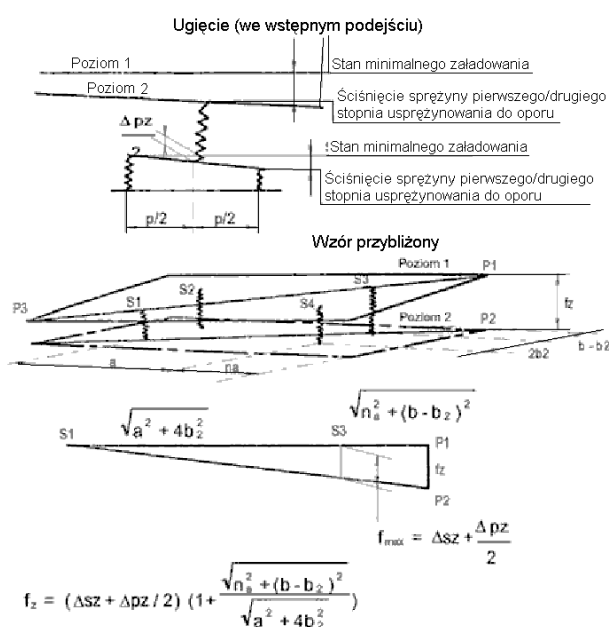 Ugięcie (we wstępnym podejściu)
Poziom 1
Stan minimalnego załadowania
Poziom 2
Ściśnięcie sprężyny pierwszego/drugiego
stopnia usprężynowania do oporu
Δ pz
2
Stan minimalnego załadowania
Ściśnięcie sprężyny pierwszego/drugiego
stopnia usprężynowania do oporu
p/2 p/2
Wzór przybliżony
Poziom 1 P1
S3
S2
S1
S4
P3
fz
Poziom 2 P2
a
na
2b2
b - b2
√(a² + 4b₂²)
√(nₐ² + (b - b₂)²)
S1
S3
P1
fz
P2
f_max = Δsz + Δpz/2
f_z = (Δsz + Δpz / 2) (1+ √(nₐ² + (b - b₂)²) / √(a² + 4b₂²))